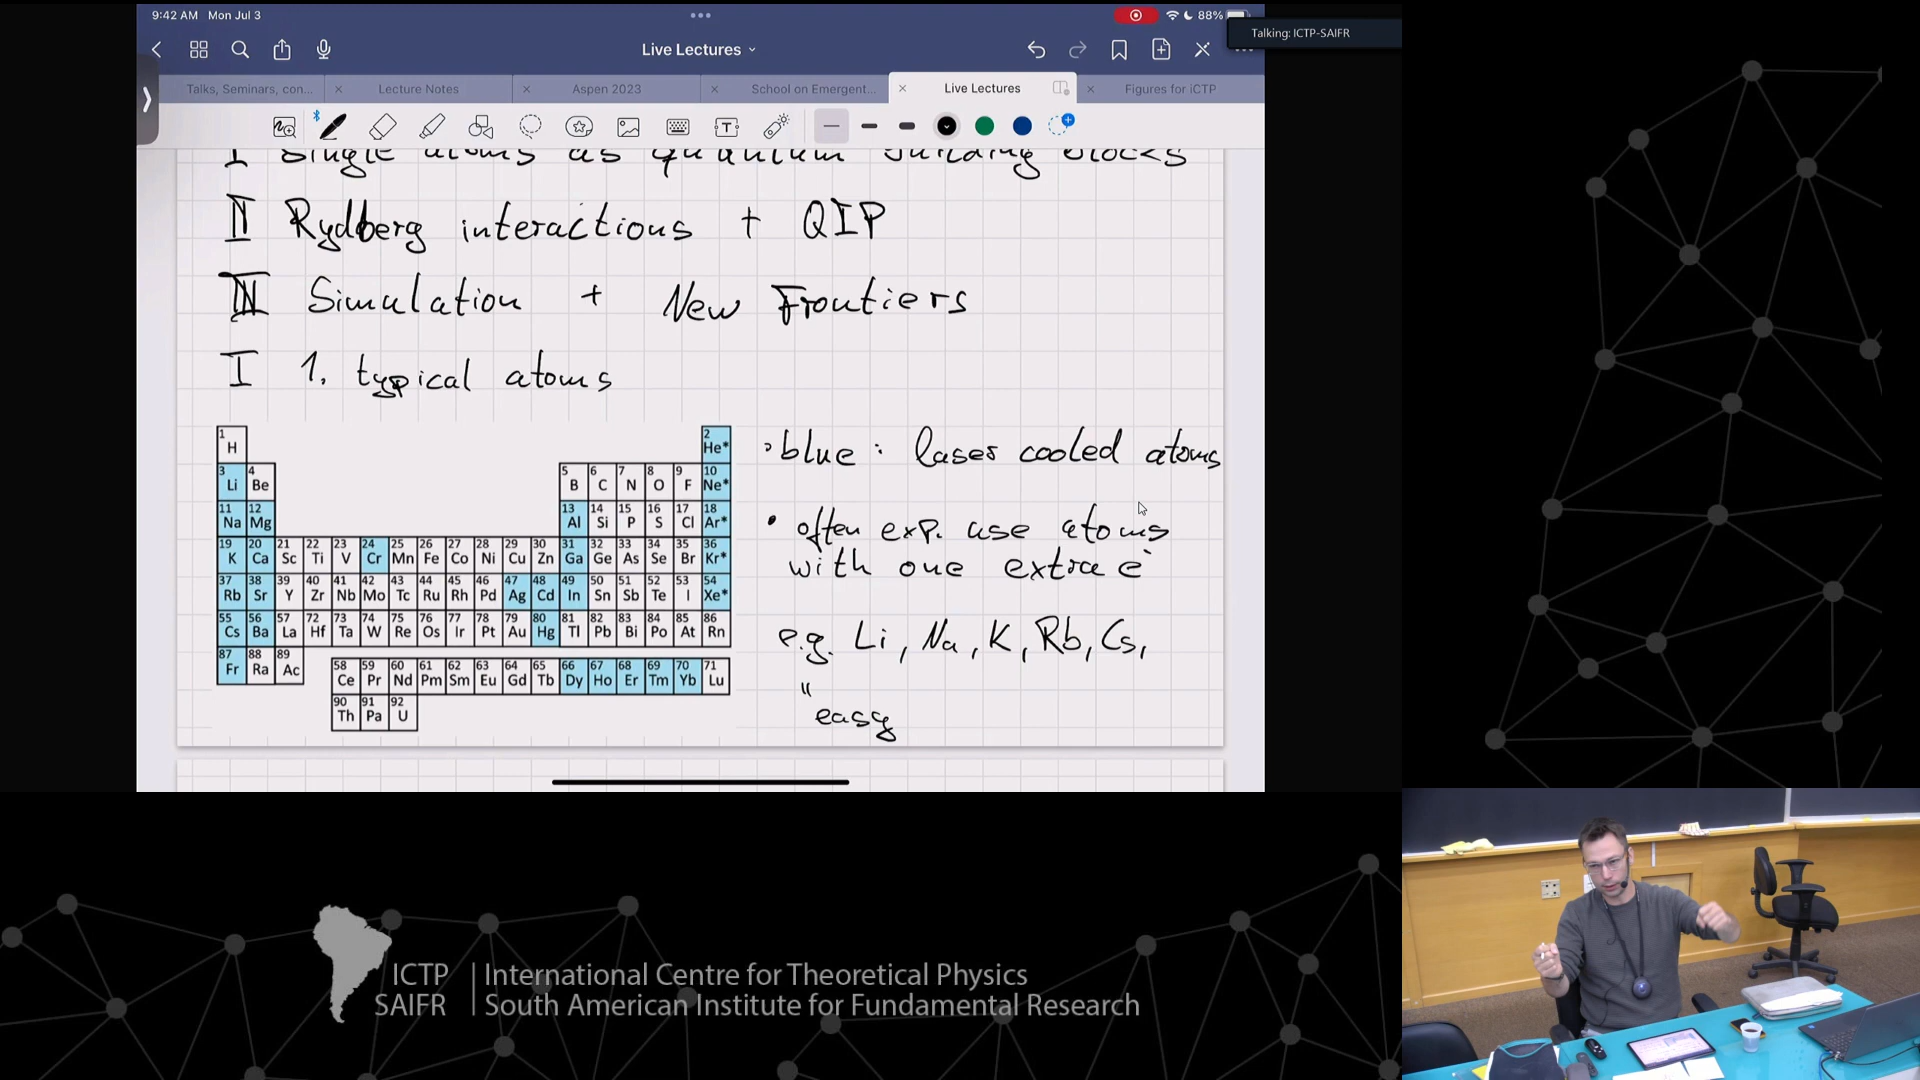 9:42 AM Mon Jul 3
88%
Talking: ICTP-SAIFR
Live Lectures
Talks, Seminars, con...
Lecture Notes
Aspen 2023
School on Emergent...
Live Lectures
Figures for iCTP
I Single atoms as quantum building blocks
II Rydberg interactions + QIP
III Simulation + New Frontiers
I 1. typical atoms
1 H 2 He*
3 Li 4 Be 5 B 6 C 7 N 8 O 9 F 10 Ne*
11 Na 12 Mg 13 Al 14 Si 15 P 16 S 17 Cl 18 Ar*
19 K 20 Ca 21 Sc 22 Ti 23 V 24 Cr 25 Mn 26 Fe 27 Co 28 Ni 29 Cu 30 Zn 31 Ga 32 Ge 33 As 34 Se 35 Br 36 Kr*
37 Rb 38 Sr 39 Y 40 Zr 41 Nb 42 Mo 43 Tc 44 Ru 45 Rh 46 Pd 47 Ag 48 Cd 49 In 50 Sn 51 Sb 52 Te 53 I 54 Xe*
55 Cs 56 Ba 57 La 72 Hf 73 Ta 74 W 75 Re 76 Os 77 Ir 78 Pt 79 Au 80 Hg 81 Tl 82 Pb 83 Bi 84 Po 85 At 86 Rn
87 Fr 88 Ra 89 Ac
58 Ce 59 Pr 60 Nd 61 Pm 62 Sm 63 Eu 64 Gd 65 Tb 66 Dy 67 Ho 68 Er 69 Tm 70 Yb 71 Lu
90 Th 91 Pa 92 U
• blue : laser cooled atoms
• often exp. use atoms
with one extra e⁻
e.g. Li, Na, K, Rb, Cs,
"
easy
ICTP | International Centre for Theoretical Physics
SAIFR | South American Institute for Fundamental Research